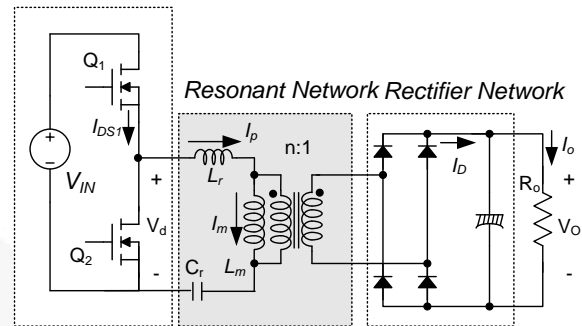 Q1
Resonant Network
Rectifier Network
IDS1
Ip
n:1
Io
VIN
Lr
ID
+
Vd
-
Im
Ro
+
VO
-
Q2
Cr
Lm